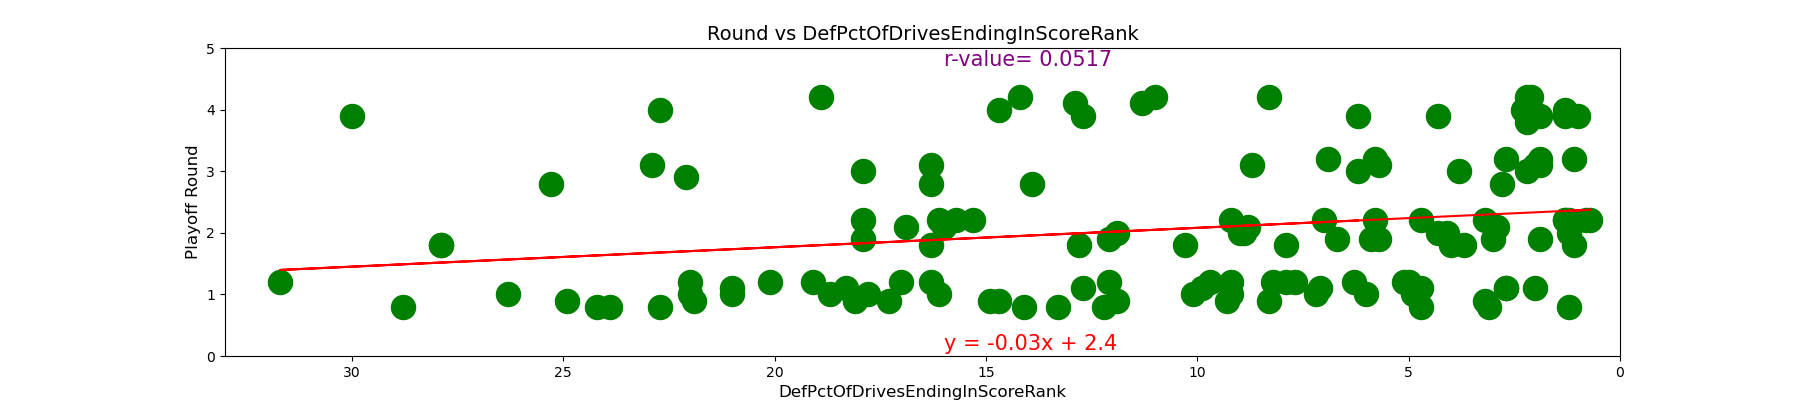 Round vs DefPctOfDrivesEndingInScoreRank
r-value= 0.0517
5
4
3
2
1
0
Playoff Round
y = -0.03x + 2.4
30 25 20 15 10 5 0
DefPctOfDrivesEndingInScoreRank